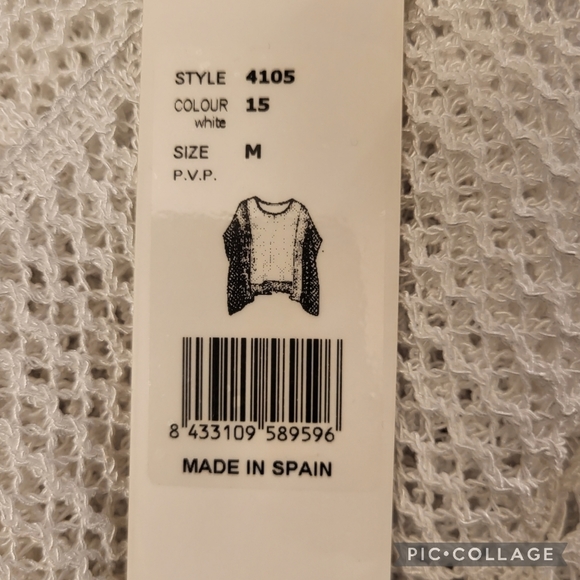 STYLE 4105
COLOUR 15
white
SIZE M
P.V.P.
8 433109 589596
MADE IN SPAIN
PIC•COLLAGE